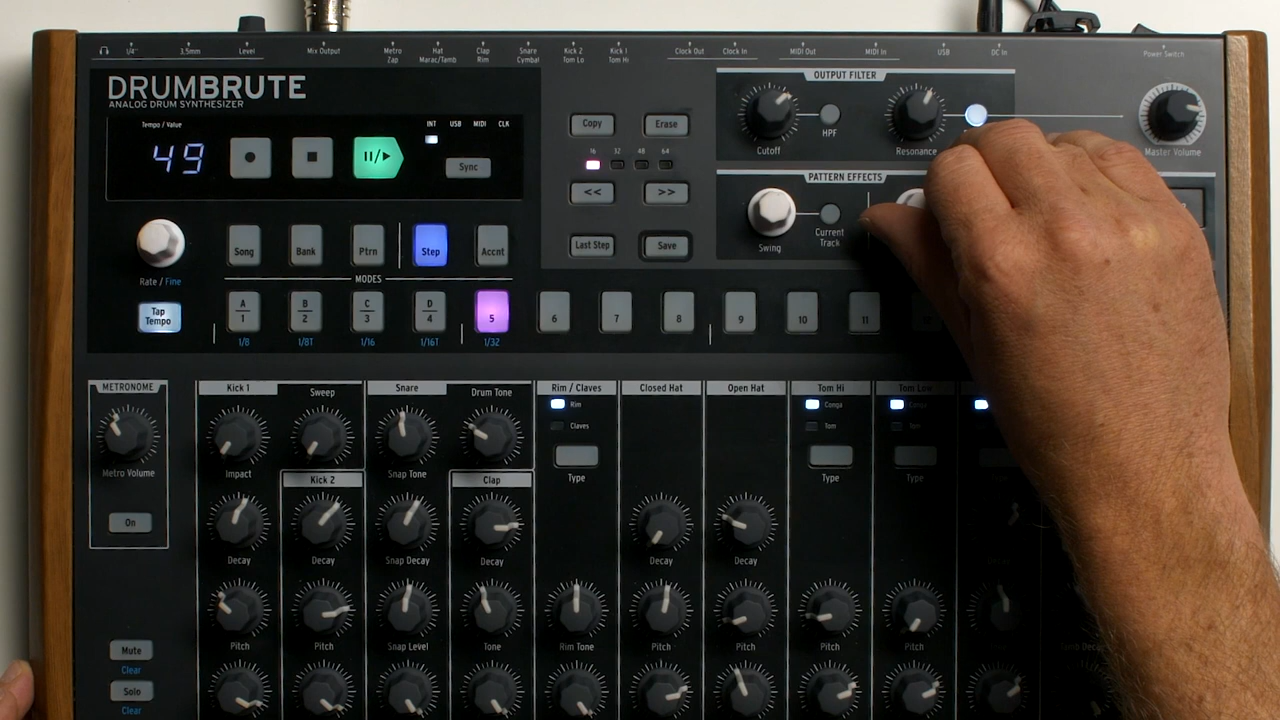 1/4" 3,5mm Level Mix Output Metro Zap Hat Marac/Tamb Clap Rim Snare Cymbal Kick 2 Tom Lo Kick 1 Tom Hi Clock Out Clock In MIDI Out MIDI In USB DC In Power Switch
DRUMBRUTE
ANALOG DRUM SYNTHESIZER
OUTPUT FILTER
Tempo / Value
INT USB MIDI CLK
49
Sync
Copy Erase
16 32 48 64
<< >>
Last Step Save
HPF
Cutoff Resonance
Master Volume
PATTERN EFFECTS
Swing
Current
Track
Song Bank Ptrn Step Accnt
Rate / Fine
MODES
Tap
Tempo
A B C D
1 2 3 4 5 6 7 8 9 10 11
1/8 1/8T 1/16 1/16T 1/32
METRONOME Kick 1 Sweep Snare Drum Tone Rim / Claves Closed Hat Open Hat Tom Hi Tom Low
Rim Conga Conga
Claves Tom Tom
Metro Volume Impact Snap Tone Type Type Type
Kick 2 Clap
On
Decay Decay Snap Decay Decay Decay Decay
Pitch Pitch Snap Level Tone Rim Tone Pitch Pitch Pitch Pitch
Mute
Clear
Solo
Clear